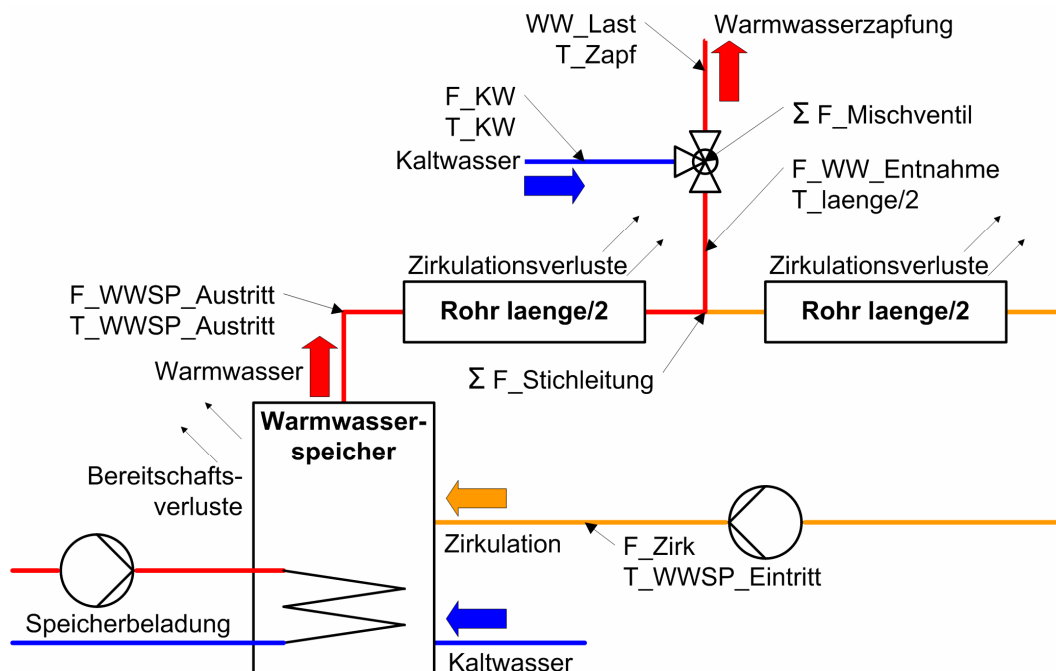 WW_Last
T_Zapf
Warmwasserzapfung
F_KW
T_KW
Kaltwasser
Σ F_Mischventil
F_WW_Entnahme
T_laenge/2
Zirkulationsverluste
Zirkulationsverluste
F_WWSP_Austritt
T_WWSP_Austritt
Rohr laenge/2
Rohr laenge/2
Warmwasser
Σ F_Stichleitung
Warmwasser-
speicher
Bereitschafts-
verluste
Zirkulation
F_Zirk
T_WWSP_Eintritt
Speicherbeladung
Kaltwasser